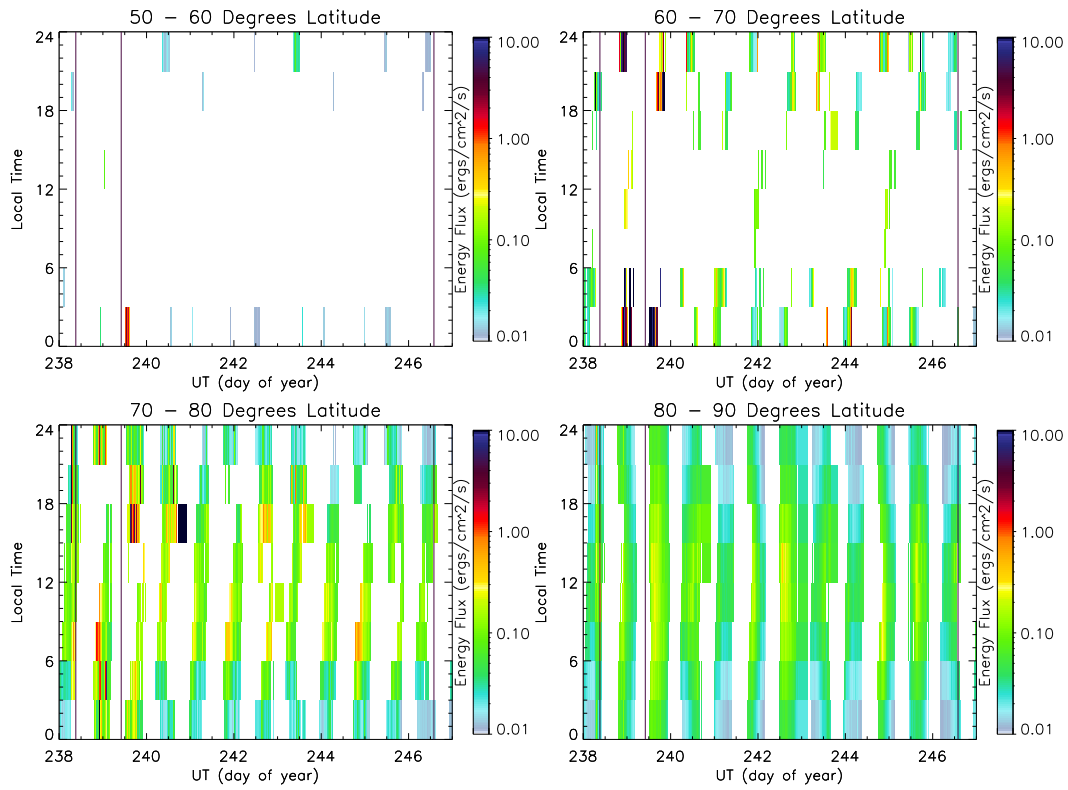 50 - 60 Degrees Latitude
24
18
12
6
0
Local Time
238 240 242 244 246
UT (day of year)
10.00
1.00
0.10
0.01
Energy Flux (ergs/cm^2/s)
60 - 70 Degrees Latitude
24
18
12
6
0
Local Time
238 240 242 244 246
UT (day of year)
10.00
1.00
0.10
0.01
Energy Flux (ergs/cm^2/s)
70 - 80 Degrees Latitude
24
18
12
6
0
Local Time
238 240 242 244 246
UT (day of year)
10.00
1.00
0.10
0.01
Energy Flux (ergs/cm^2/s)
80 - 90 Degrees Latitude
24
18
12
6
0
Local Time
238 240 242 244 246
UT (day of year)
10.00
1.00
0.10
0.01
Energy Flux (ergs/cm^2/s)